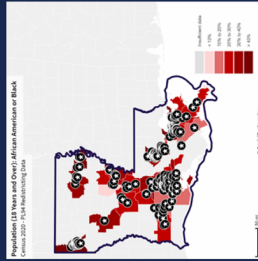 Population (18 Years and Over): African American or Black
Census 2020 - PL94 Redistricting Data
Insufficient data
< 10%
10% to 20%
20% to 30%
30% to 40%
> 40%